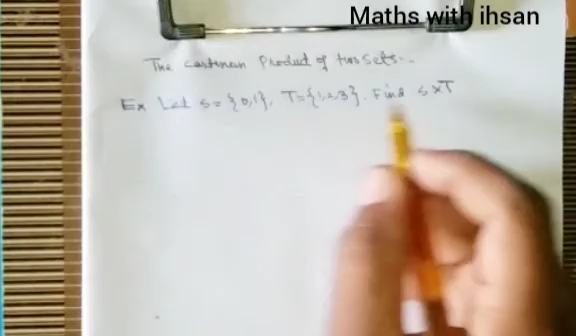 Maths with ihsan
The Cartesian Product of two sets.
Ex Let S = {0,1}, T = {1,2,3}. Find S x T